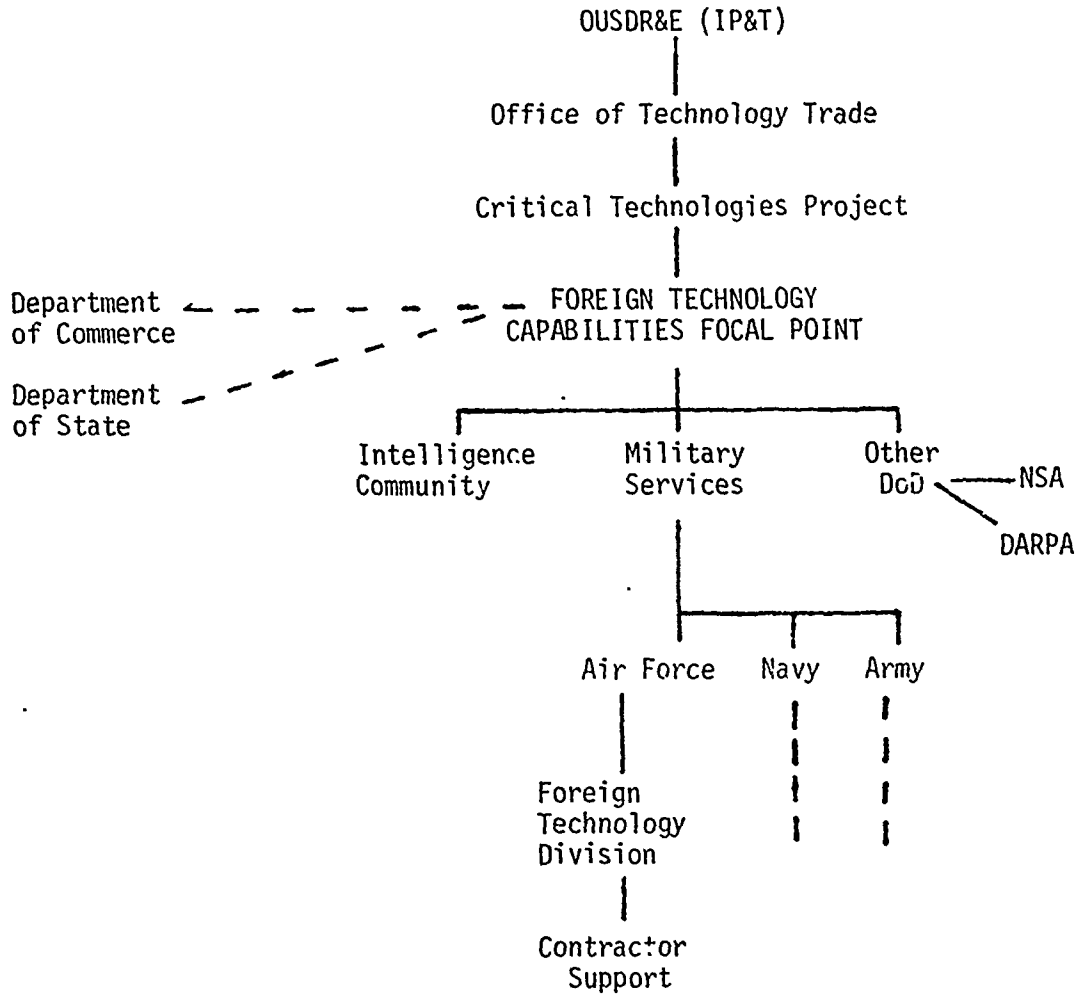 OUSDR&E (IP&T)
Office of Technology Trade
Critical Technologies Project
FOREIGN TECHNOLOGY
CAPABILITIES FOCAL POINT
Department
of Commerce
Department
of State
Intelligence
Community
Military
Services
Other
DoD
NSA
DARPA
Air Force
Navy
Army
Foreign
Technology
Division
Contractor
Support